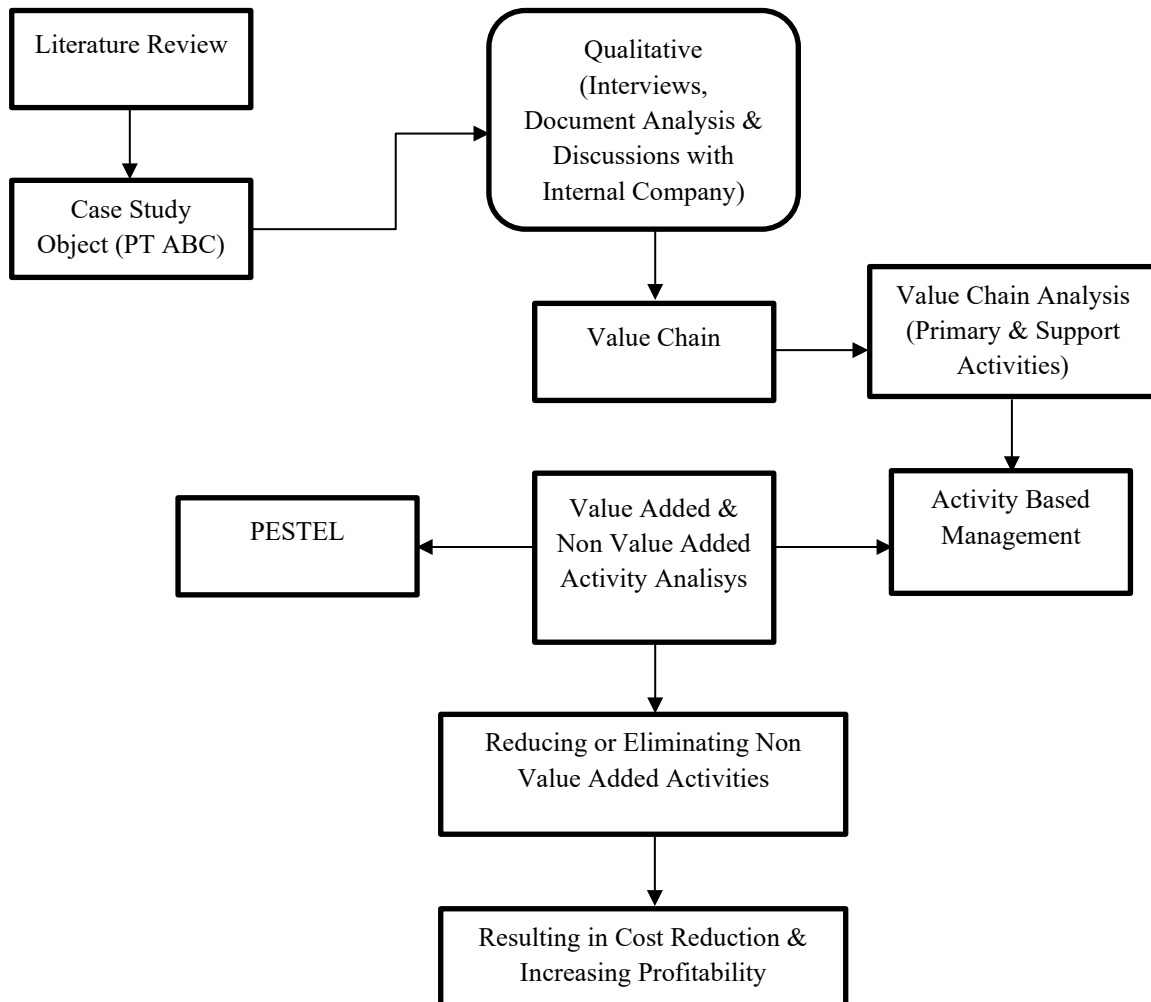 Literature Review
Case Study
Object (PT ABC)
Qualitative
(Interviews,
Document Analysis &
Discussions with
Internal Company)
Value Chain
Value Chain Analysis
(Primary & Support
Activities)
Activity Based
Management
Value Added &
Non Value Added
Activity Analisys
PESTEL
Reducing or Eliminating Non
Value Added Activities
Resulting in Cost Reduction &
Increasing Profitability